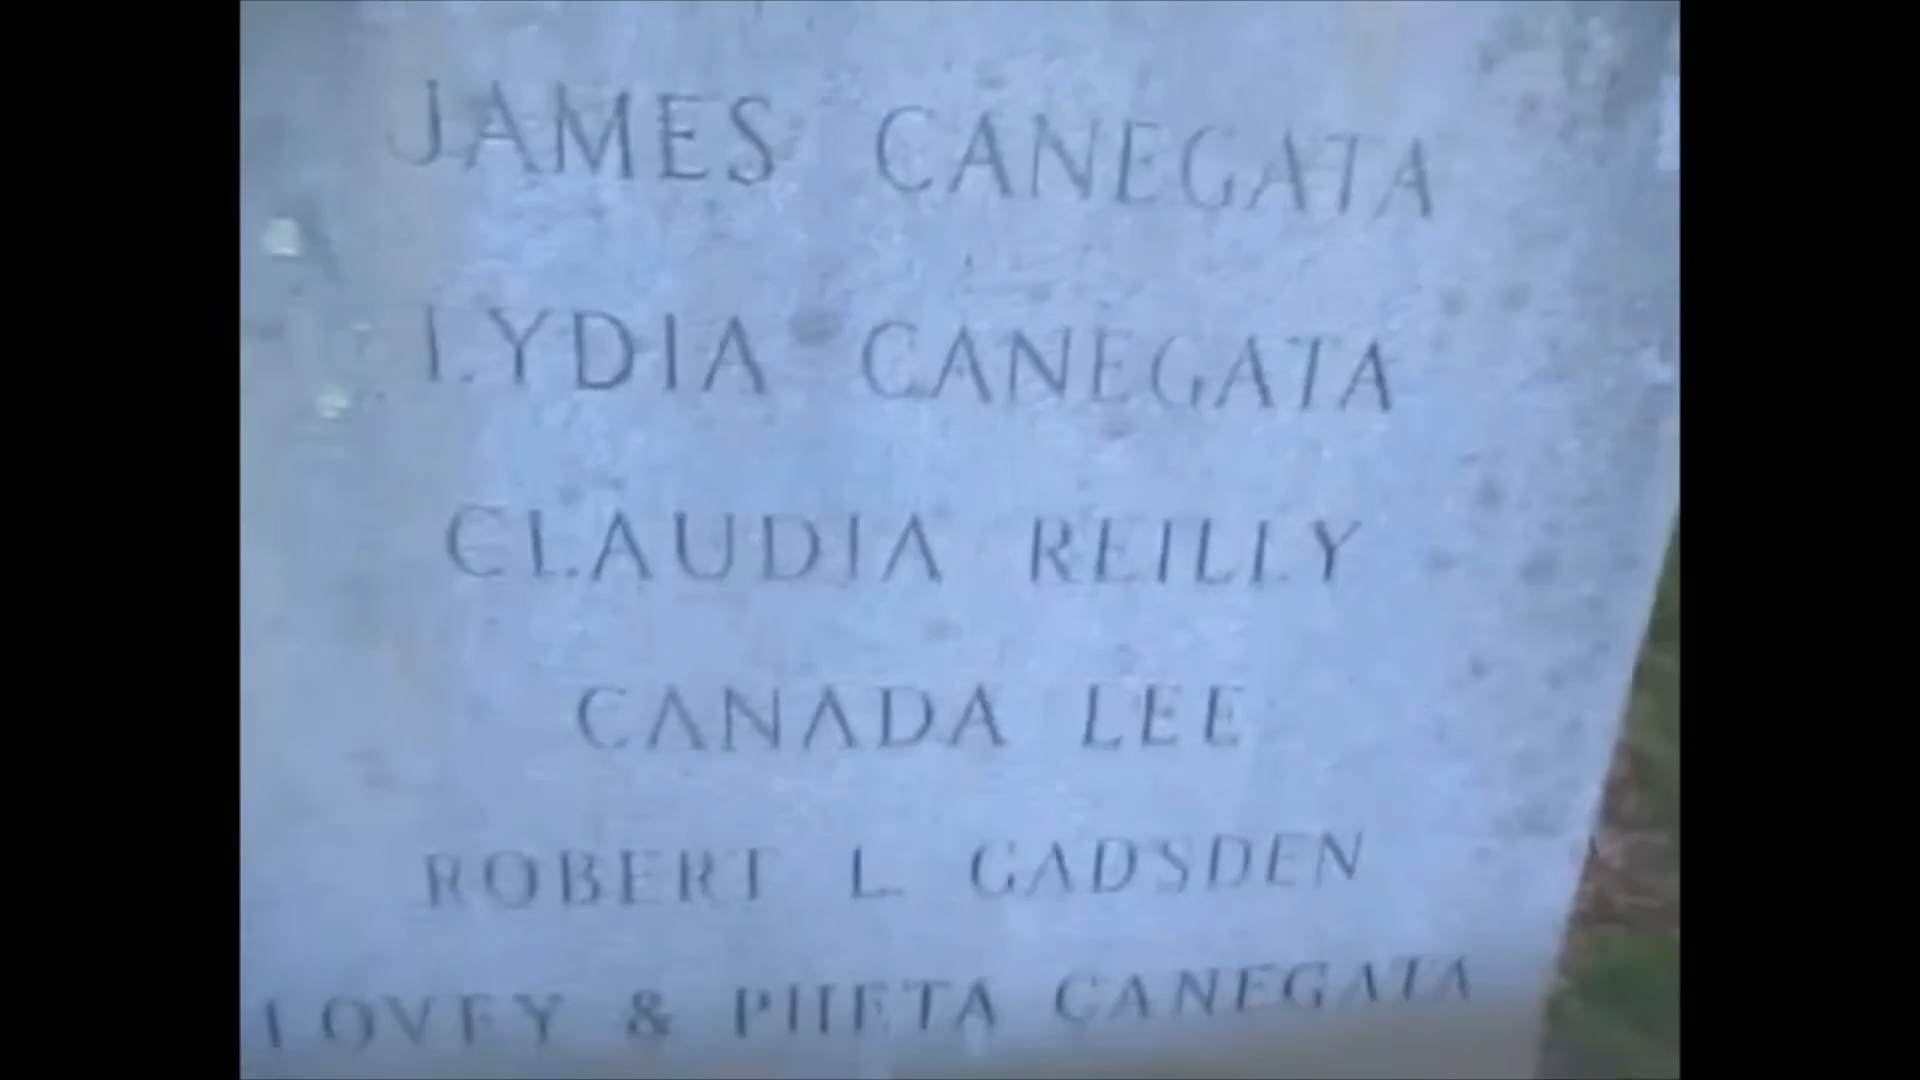 JAMES CANEGATA
LYDIA CANEGATA
CLAUDIA REILLY
CANADA LEE
ROBERT L. GADSDEN
LOVEY & PHETA CANEGATA